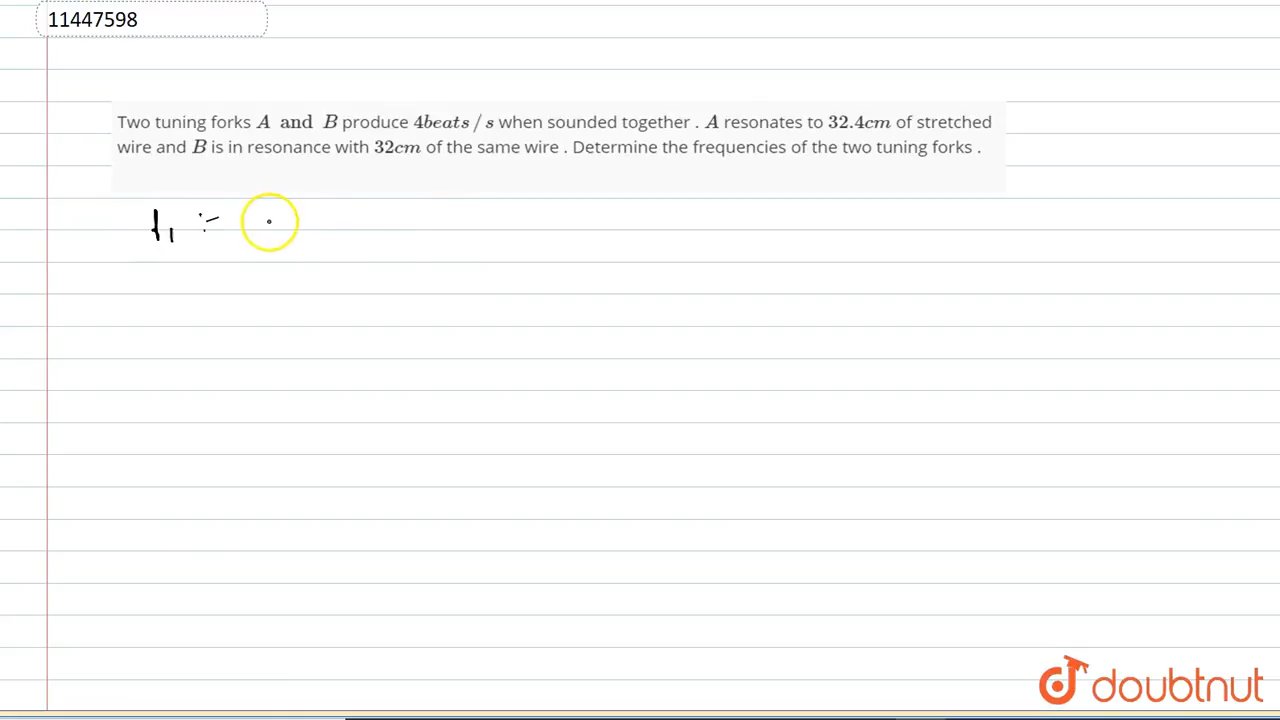 11447598
Two tuning forks A and B produce 4beats/s when sounded together . A resonates to 32.4cm of stretched
wire and B is in resonance with 32cm of the same wire . Determine the frequencies of the two tuning forks .
l₁ :
doubtnut